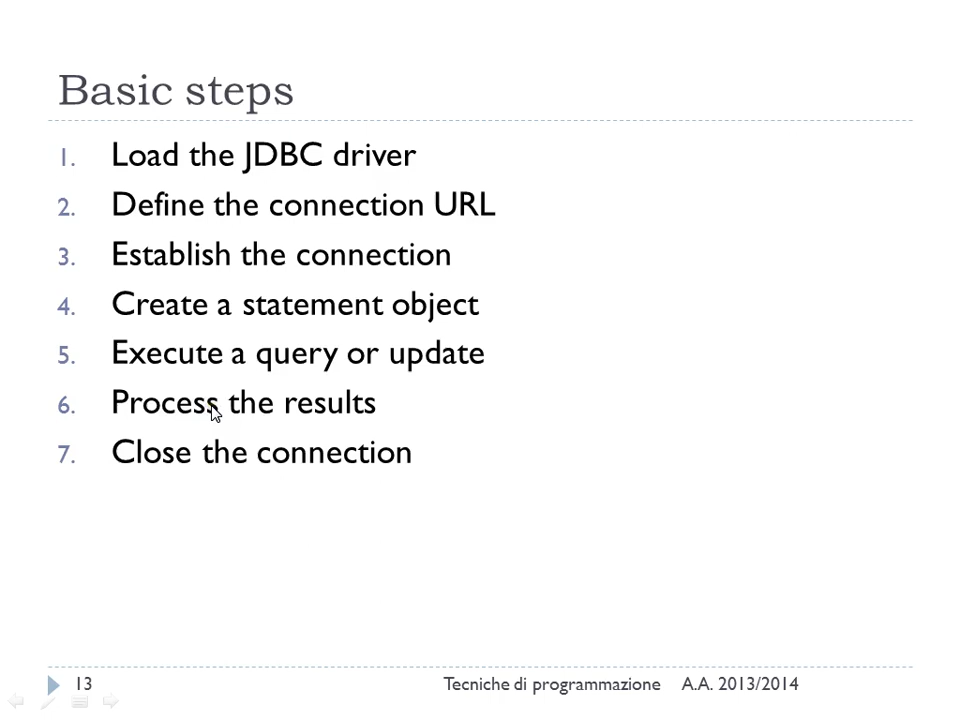 Basic steps
1. Load the JDBC driver
2. Define the connection URL
3. Establish the connection
4. Create a statement object
5. Execute a query or update
6. Process the results
7. Close the connection
13 Tecniche di programmazione A.A. 2013/2014